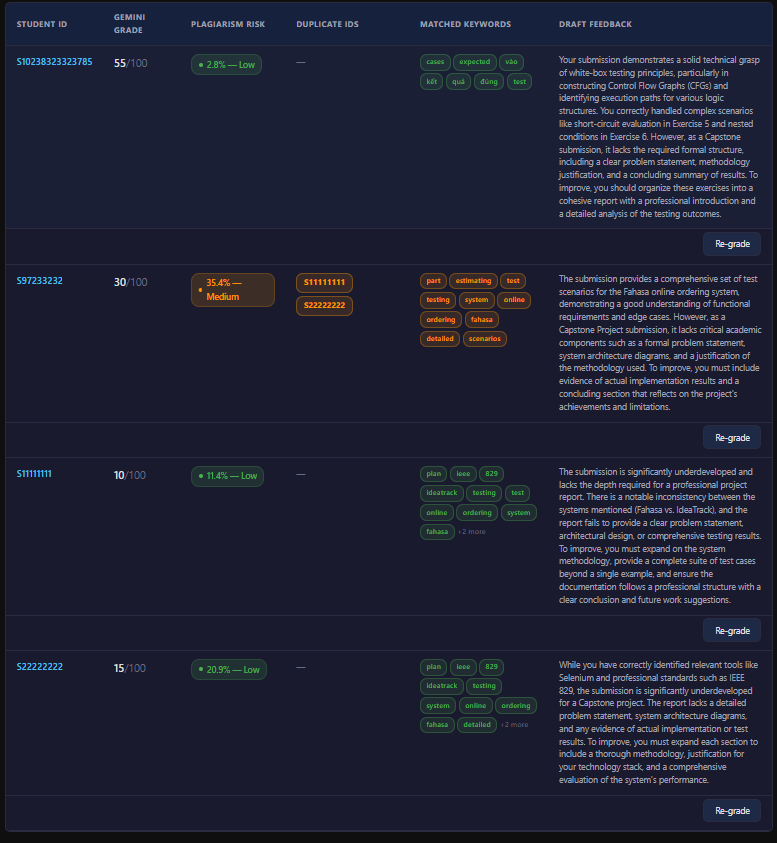 STUDENT ID
GEMINI
GRADE
PLAGIARISM RISK
DUPLICATE IDS
MATCHED KEYWORDS
DRAFT FEEDBACK
S10238323323785
55/100
2.8% — Low
—
cases expected vào
kết quả đúng test
Your submission demonstrates a solid technical grasp
of white-box testing principles, particularly in
constructing Control Flow Graphs (CFGs) and
identifying execution paths for various logic
structures. You correctly handled complex scenarios
like short-circuit evaluation in Exercise 5 and nested
conditions in Exercise 6. However, as a Capstone
submission, it lacks the required formal structure,
including a clear problem statement, methodology
justification, and a concluding summary of results. To
improve, you should organize these exercises into a
cohesive report with a professional introduction and
a detailed analysis of the testing outcomes.
Re-grade
S97233232
30/100
35.4% —
Medium
S11111111
S22222222
part estimating test
testing system online
ordering fahasa
detailed scenarios
The submission provides a comprehensive set of test
scenarios for the Fahasa online ordering system,
demonstrating a good understanding of functional
requirements and edge cases. However, as a
Capstone Project submission, it lacks critical academic
components such as a formal problem statement,
system architecture diagrams, and a justification of
the methodology used. To improve, you must include
evidence of actual implementation results and a
concluding section that reflects on the project's
achievements and limitations.
Re-grade
S11111111
10/100
11.4% — Low
—
plan ieee 829
ideatrack testing test
online ordering system
fahasa +2 more
The submission is significantly underdeveloped and
lacks the depth required for a professional project
report. There is a notable inconsistency between the
systems mentioned (Fahasa vs. IdeaTrack), and the
report fails to provide a clear problem statement,
architectural design, or comprehensive testing results.
To improve, you must expand on the system
methodology, provide a complete suite of test cases
beyond a single example, and ensure the
documentation follows a professional structure with a
clear conclusion and future work suggestions.
Re-grade
S22222222
15/100
20.9% — Low
—
plan ieee 829
ideatrack testing
system online ordering
fahasa detailed +2 more
While you have correctly identified relevant tools like
Selenium and professional standards such as IEEE
829, the submission is significantly underdeveloped
for a Capstone project. The report lacks a detailed
problem statement, system architecture diagrams,
and any evidence of actual implementation or test
results. To improve, you must expand each section to
include a thorough methodology, justification for
your technology stack, and a comprehensive
evaluation of the system's performance.
Re-grade